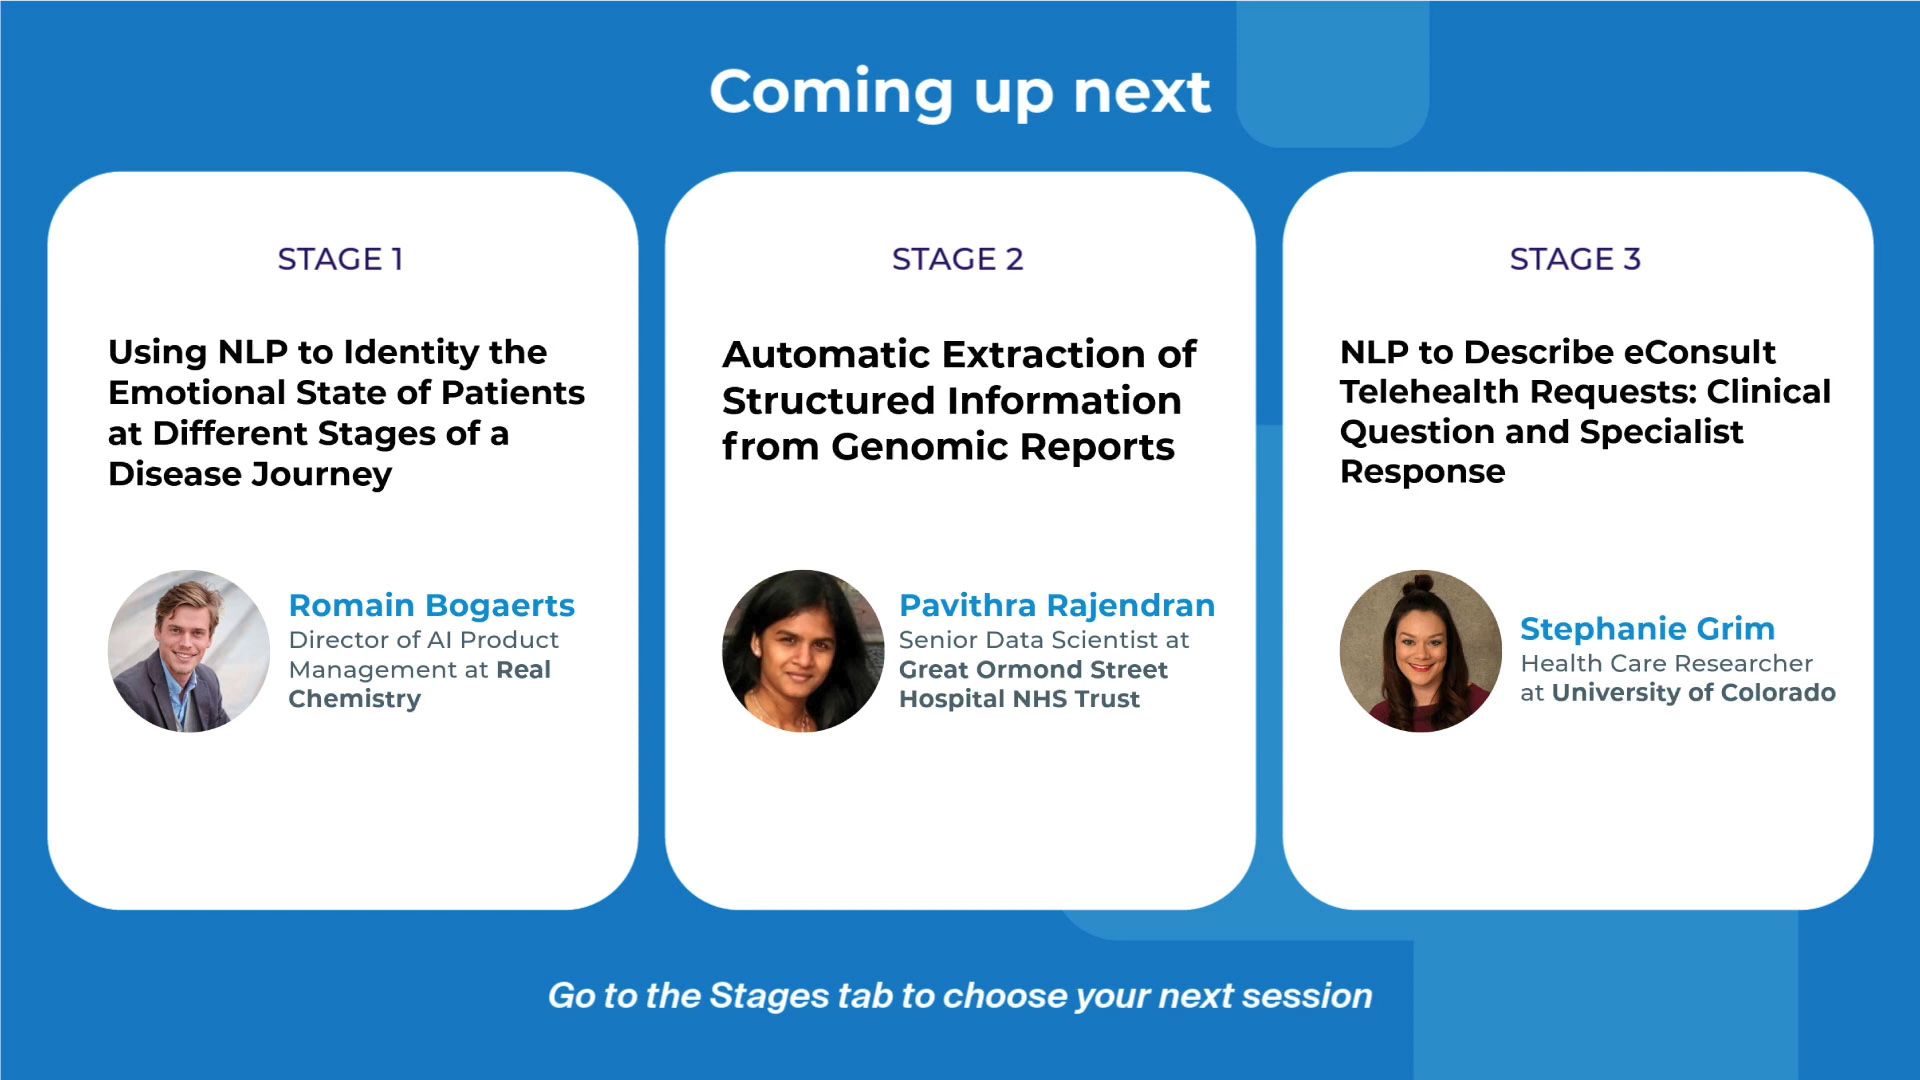 Coming up next
STAGE 1
Using NLP to Identity the
Emotional State of Patients
at Different Stages of a
Disease Journey
Romain Bogaerts
Director of AI Product
Management at Real
Chemistry
STAGE 2
Automatic Extraction of
Structured Information
from Genomic Reports
Pavithra Rajendran
Senior Data Scientist at
Great Ormond Street
Hospital NHS Trust
STAGE 3
NLP to Describe eConsult
Telehealth Requests: Clinical
Question and Specialist
Response
Stephanie Grim
Health Care Researcher
at University of Colorado
Go to the Stages tab to choose your next session